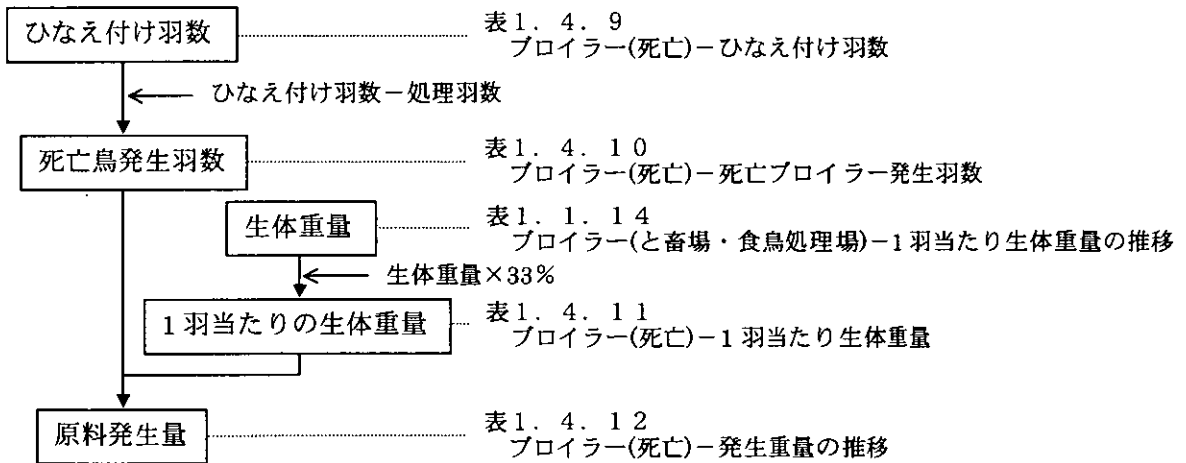 ひなえ付け羽数
表1．4．9
ブロイラー(死亡)－ひなえ付け羽数
ひなえ付け羽数－処理羽数
死亡鳥発生羽数
表1．4．10
ブロイラー(死亡)－死亡ブロイラー発生羽数
生体重量
表1．1．14
ブロイラー(と畜場・食鳥処理場)－1羽当たり生体重量の推移
生体重量×33%
1羽当たりの生体重量
表1．4．11
ブロイラー(死亡)－1羽当たり生体重量
原料発生量
表1．4．12
ブロイラー(死亡)－発生重量の推移